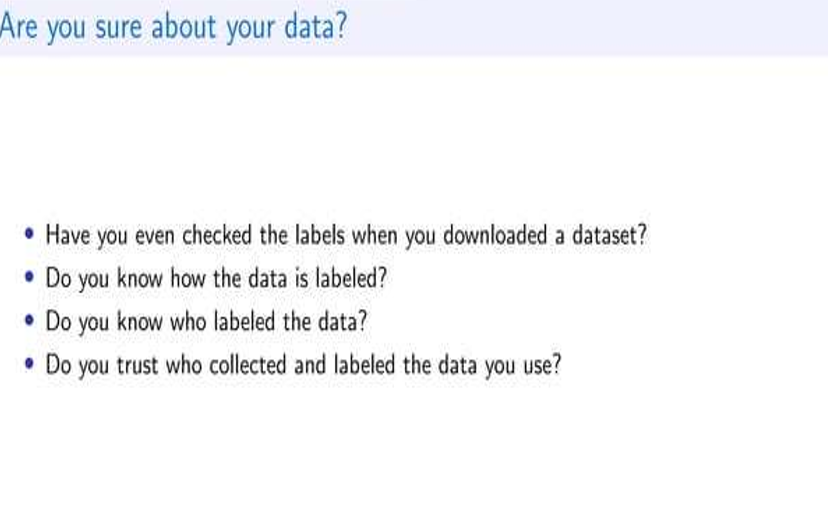 Are you sure about your data?
• Have you even checked the labels when you downloaded a dataset?
• Do you know how the data is labeled?
• Do you know who labeled the data?
• Do you trust who collected and labeled the data you use?